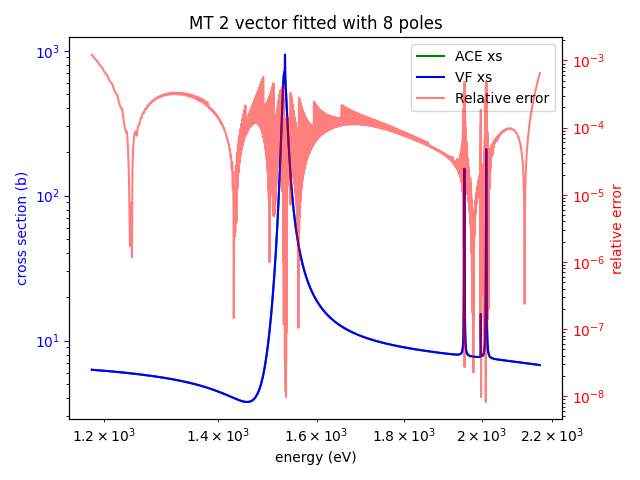 MT 2 vector fitted with 8 poles
ACE xs
VF xs
Relative error
cross section (b)
10³
10²
10¹
relative error
10⁻³
10⁻⁴
10⁻⁵
10⁻⁶
10⁻⁷
10⁻⁸
1.2 × 10³ 1.4 × 10³ 1.6 × 10³ 1.8 × 10³ 2 × 10³ 2.2 × 10³
energy (eV)